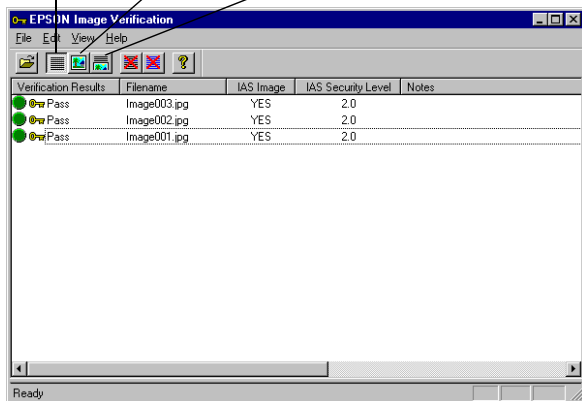 EPSON Image Verification
File Edit View Help
?
Verification Results Filename IAS Image IAS Security Level Notes
Pass Image003.jpg YES 2.0
Pass Image002.jpg YES 2.0
Pass Image001.jpg YES 2.0
Ready